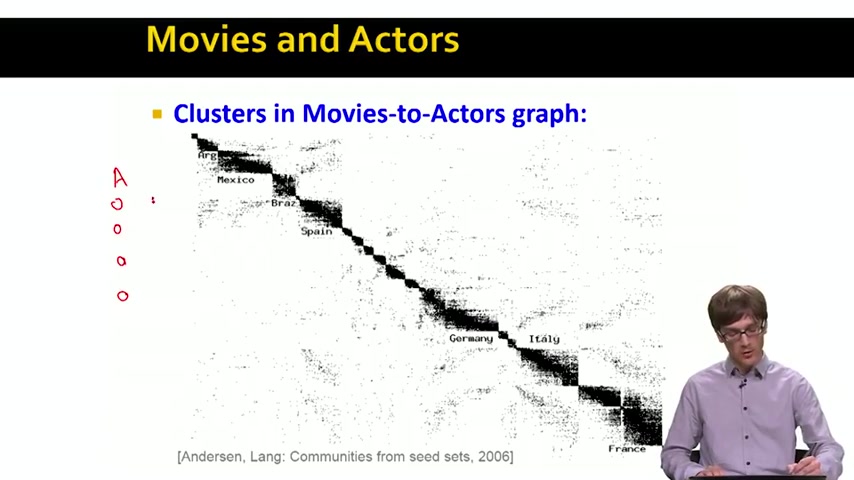 Movies and Actors
Clusters in Movies-to-Actors graph:
Arg
Mexico
Braz
Spain
A
Germany
Italy
France
[Andersen, Lang: Communities from seed sets, 2006]